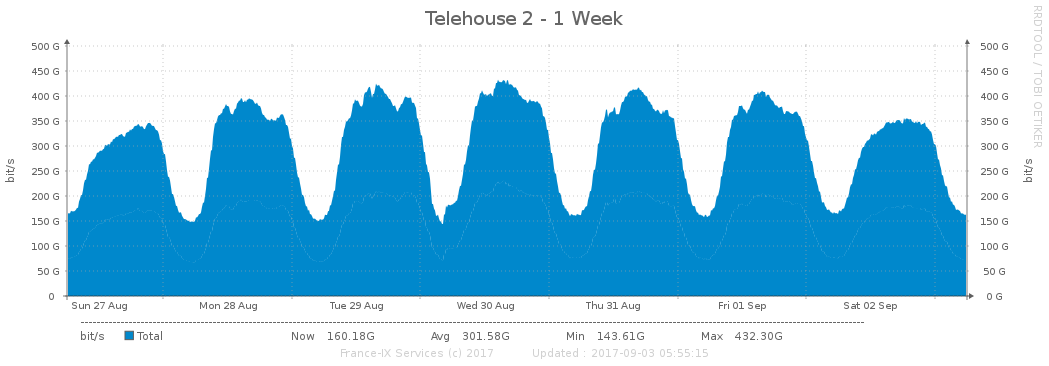 Telehouse 2 - 1 Week
RRDTOOL / TOBI OETIKER
500 G 500 G
450 G 450 G
400 G 400 G
350 G 350 G
300 G 300 G
250 G 250 G
200 G 200 G
150 G 150 G
100 G 100 G
50 G 50 G
0 0 G
bit/s bit/s
Sun 27 Aug Mon 28 Aug Tue 29 Aug Wed 30 Aug Thu 31 Aug Fri 01 Sep Sat 02 Sep
bit/s Total Now 160.18G Avg 301.58G Min 143.61G Max 432.30G
France-IX Services (c) 2017 Updated : 2017-09-03 05:55:15